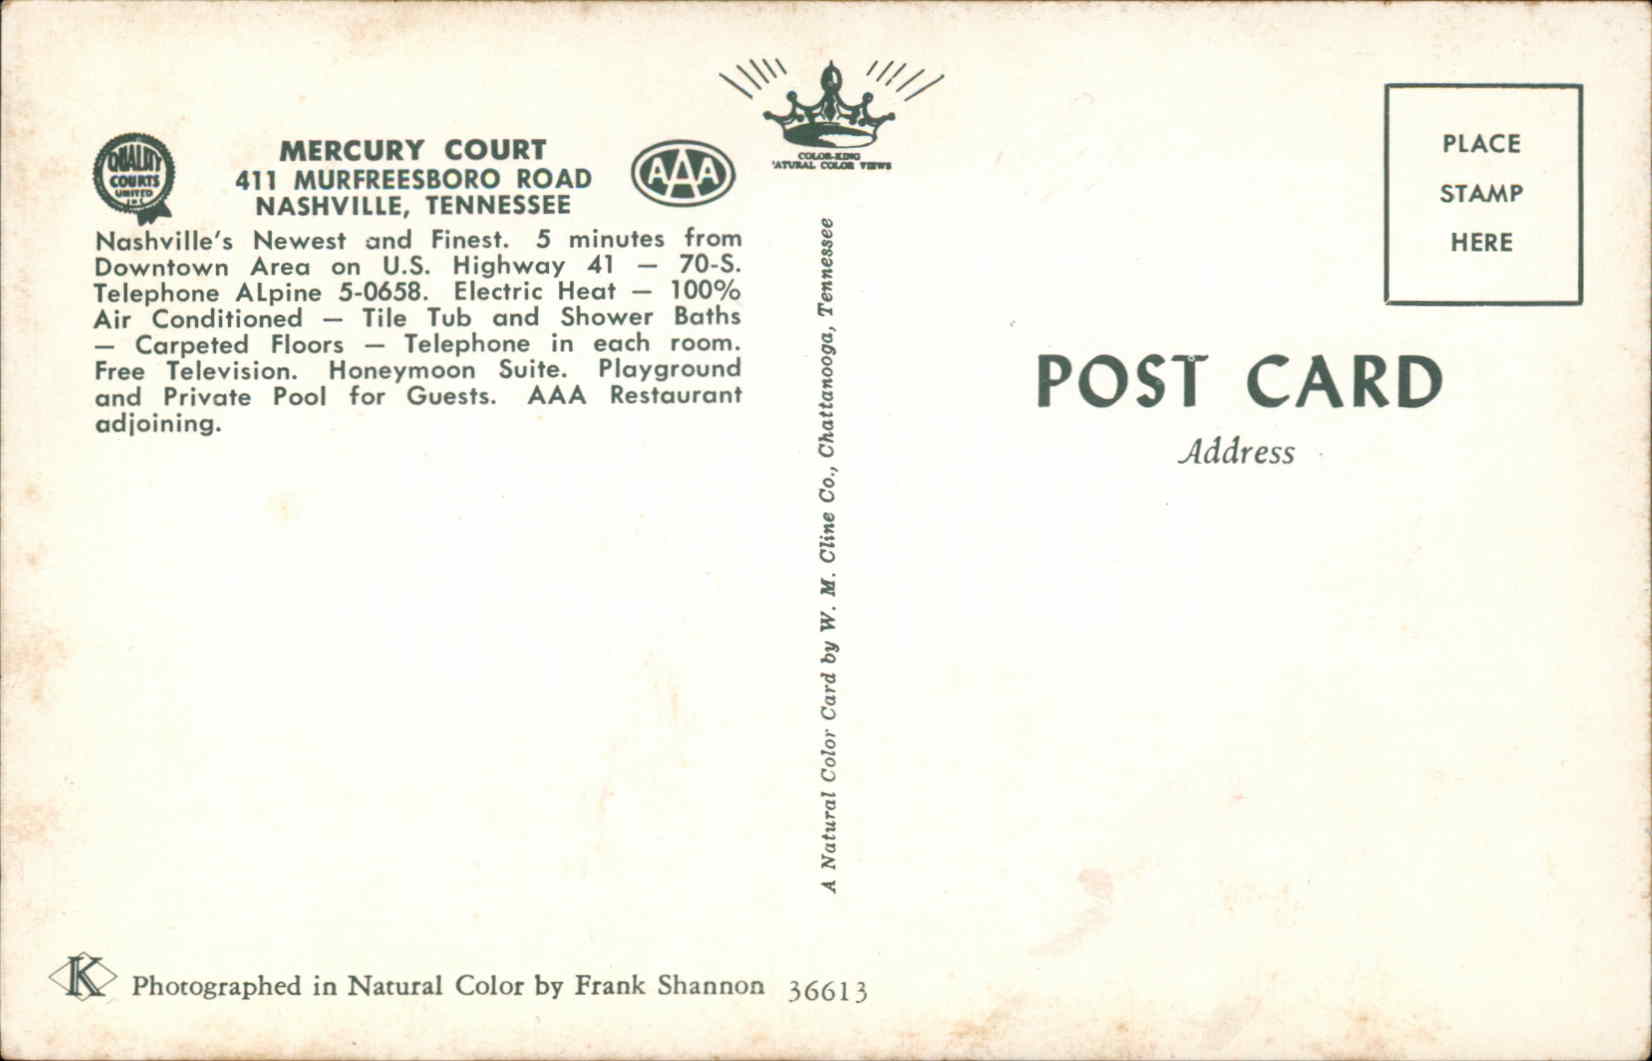 QUALITY
COURTS
UNITED
INC
MERCURY COURT
411 MURFREESBORO ROAD
NASHVILLE, TENNESSEE
AAA
Nashville's Newest and Finest. 5 minutes from
Downtown Area on U.S. Highway 41 — 70-S.
Telephone ALpine 5-0658. Electric Heat — 100%
Air Conditioned — Tile Tub and Shower Baths
— Carpeted Floors — Telephone in each room.
Free Television. Honeymoon Suite. Playground
and Private Pool for Guests. AAA Restaurant
adjoining.
COLOR-KING
'ATURAL COLOR VIEWS
A Natural Color Card by W. M. Cline Co., Chattanooga, Tennessee
PLACE
STAMP
HERE
POST CARD
Address
K Photographed in Natural Color by Frank Shannon 36613